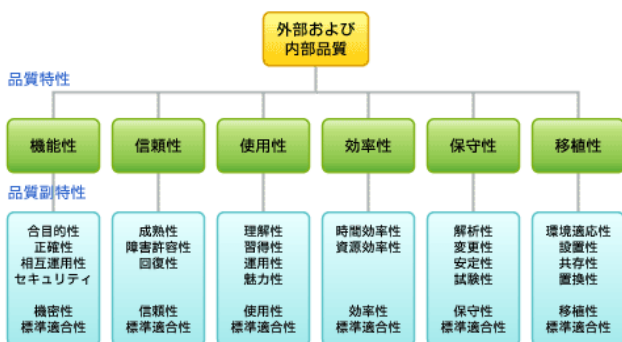 外部および
内部品質
品質特性
機能性
信頼性
使用性
効率性
保守性
移植性
品質副特性
合目的性
正確性
相互運用性
セキュリティ
機密性
標準適合性
成熟性
障害許容性
回復性
信頼性
標準適合性
理解性
習得性
運用性
魅力性
使用性
標準適合性
時間効率性
資源効率性
効率性
標準適合性
解析性
変更性
安定性
試験性
保守性
標準適合性
環境適応性
設置性
共存性
置換性
移植性
標準適合性